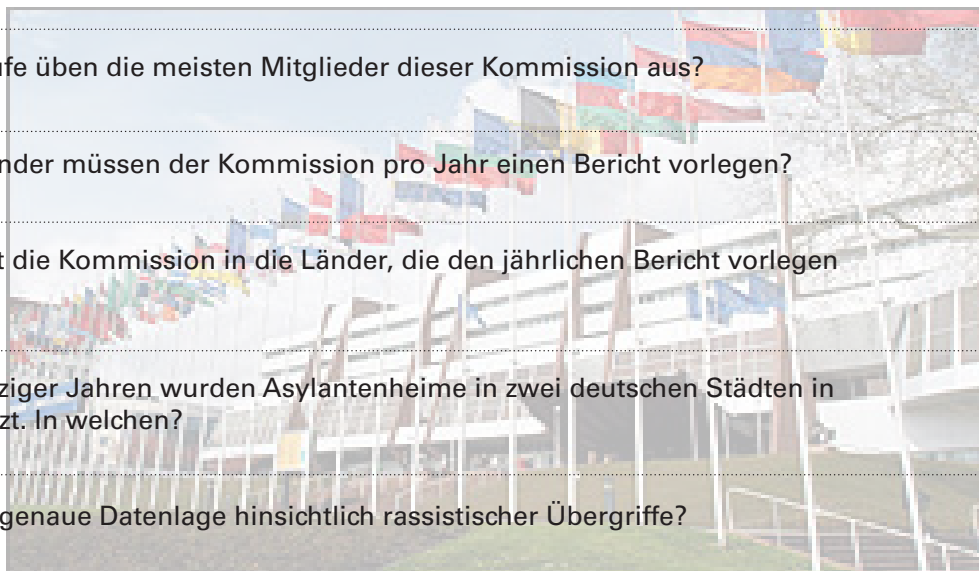 ufe üben die meisten Mitglieder dieser Kommission aus?
nder müssen der Kommission pro Jahr einen Bericht vorlegen?
t die Kommission in die Länder, die den jährlichen Bericht vorlegen
ziger Jahren wurden Asylantenheime in zwei deutschen Städten in
zt. In welchen?
genaue Datenlage hinsichtlich rassistischer Übergriffe?